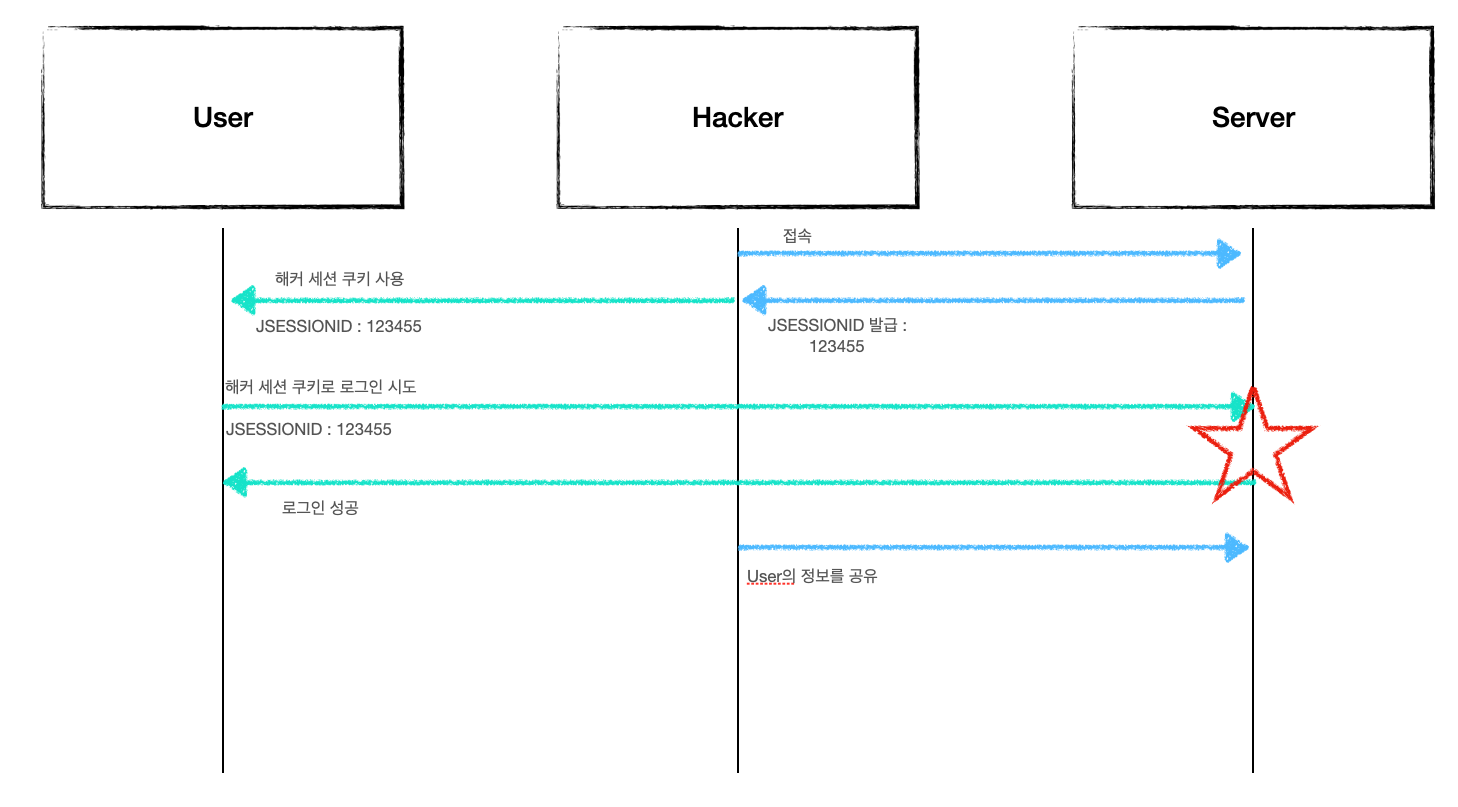 User
Hacker
Server
접속
해커 세션 쿠키 사용
JSESSIONID : 123455
JSESSIONID 발급 :
123455
해커 세션 쿠키로 로그인 시도
JSESSIONID : 123455
로그인 성공
User의 정보를 공유